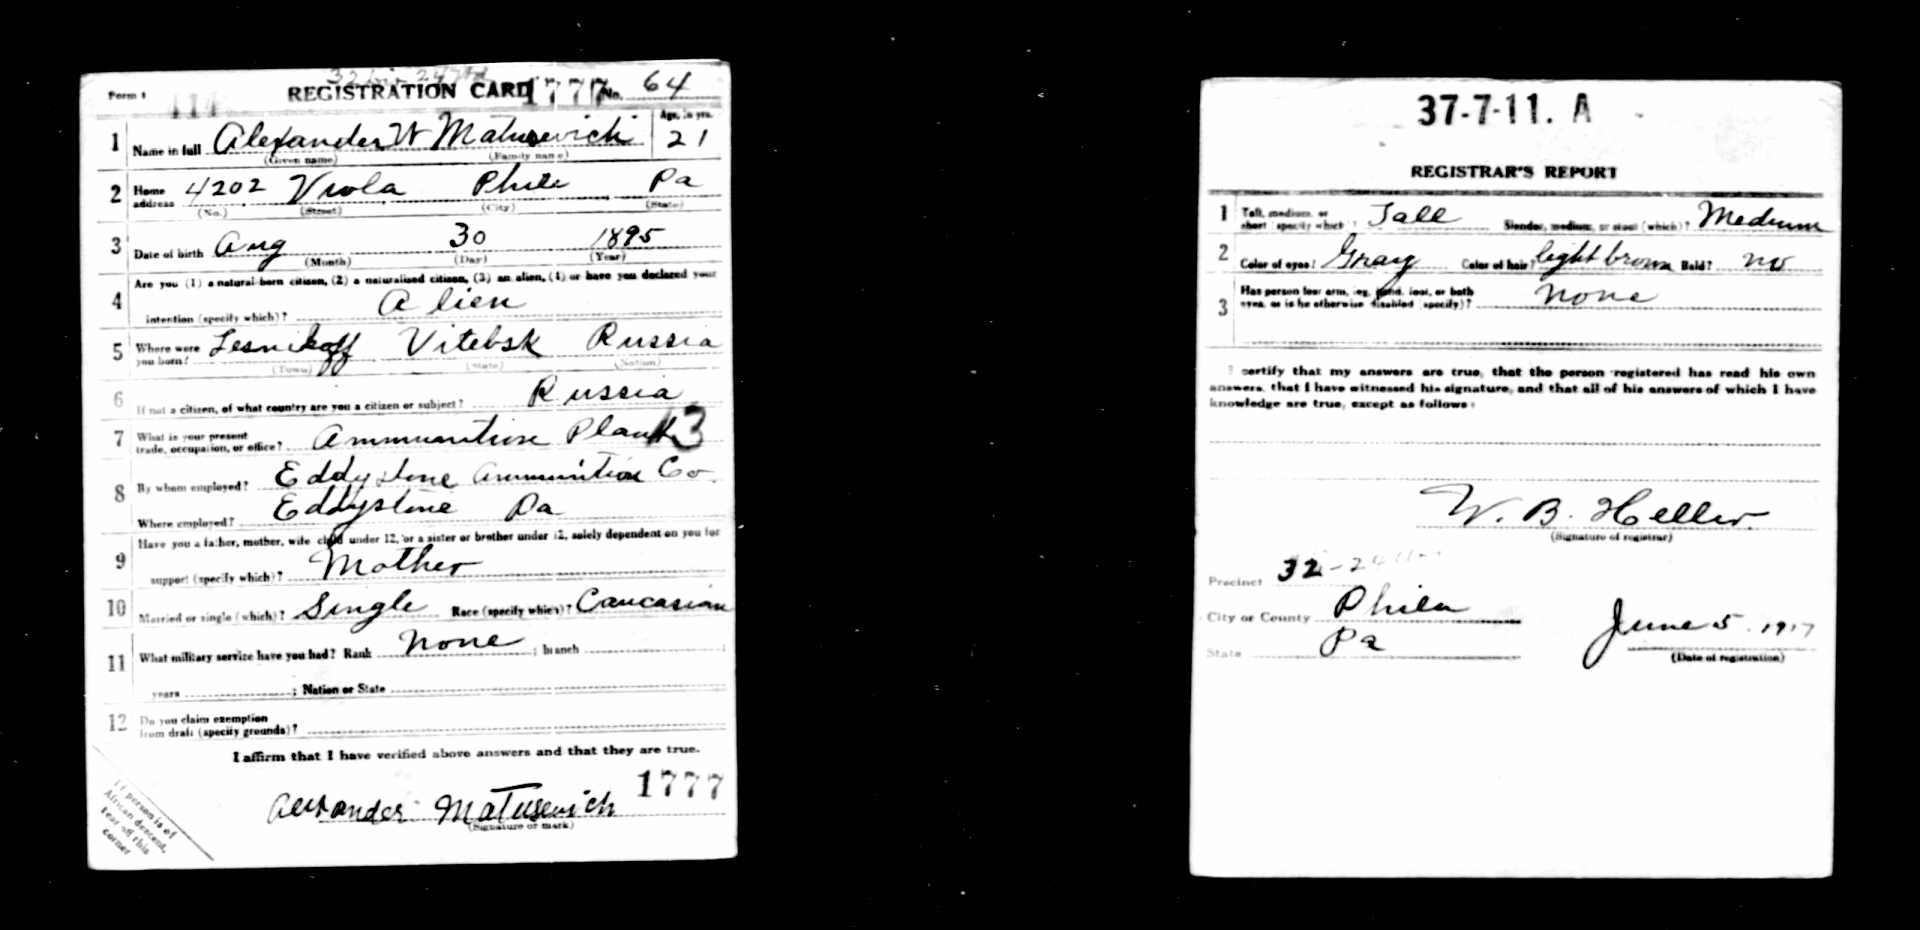 Form 1 REGISTRATION CARD 1777 No. 64
1 Name in full Alexander W Matusevich Age, in yrs. 21
(Given name) (Family name)
2 Home address 4202 Viola Phila Pa
(No.) (Street) (City) (State)
3 Date of birth Aug 30 1895
(Month) (Day) (Year)
Are you (1) a natural-born citizen, (2) a naturalized citizen, (3) an alien, (4) or have you declared your
4 intention (specify which)? Alien
5 Where were you born? Lesnikoff Vitebsk Russia
(Town) (State) (Nation)
6 If not a citizen, of what country are you a citizen or subject? Russia
7 What is your present trade, occupation, or office? Ammunition Plant 13
8 By whom employed? Eddystone Ammunition Co.
Where employed? Eddystone Pa
Have you a father, mother, wife child under 12, or a sister or brother under 12, solely dependent on you for
9 support (specify which)? Mother
10 Married or single (which)? Single Race (specify which)? Caucasian
11 What military service have you had? Rank None ; branch
years ; Nation or State
12 Do you claim exemption from draft (specify grounds)?
I affirm that I have verified above answers and that they are true.
1777
Alexander Matusevich
(Signature or mark)
If person is of
African descent,
tear off this
corner
37-7-11. A
REGISTRAR'S REPORT
1 Tall, medium, or short (specify which)? Tall Slender, medium, or stout (which)? Medium
2 Color of eyes? Gray Color of hair? light brown Bald? no
3 Has person lost arm, leg, hand, foot, or both eyes, or is he otherwise disabled (specify)? None
I certify that my answers are true, that the person registered has read his own
answers, that I have witnessed his signature, and that all of his answers of which I have
knowledge are true, except as follows:
W. B. Heller
(Signature of registrar)
Precinct 32-24
City or County Phila
State Pa
June 5 1917
(Date of registration)